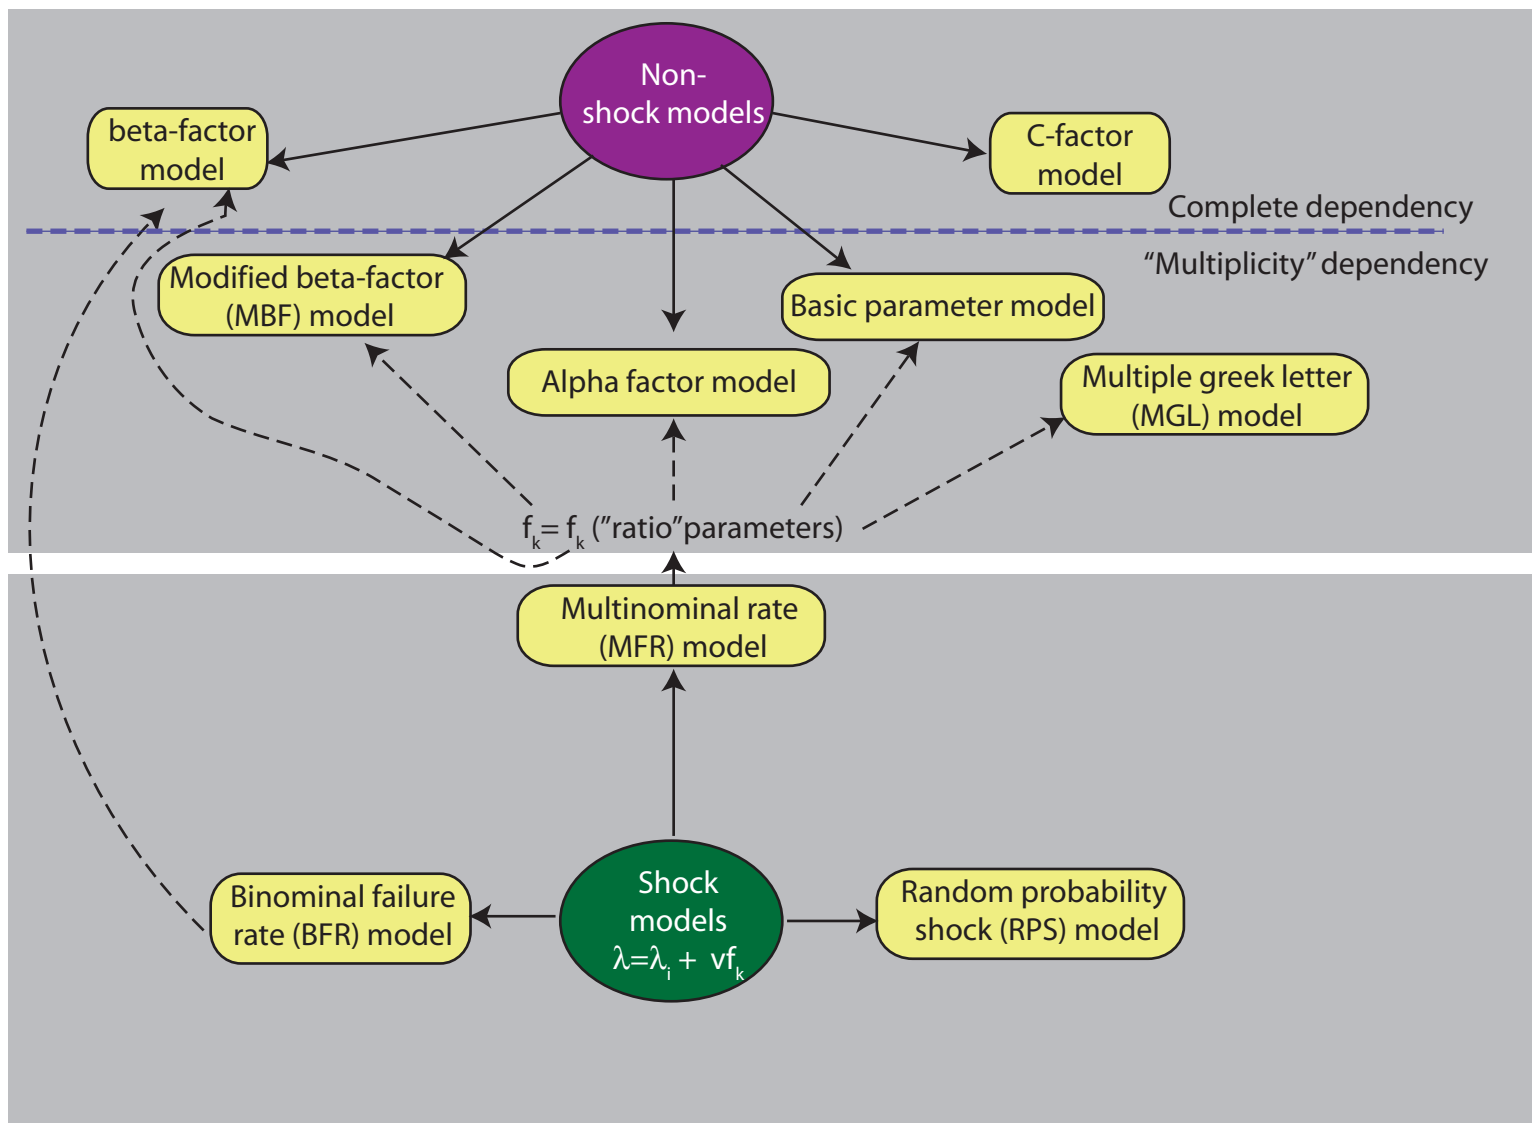 Non-
shock models
beta-factor
model
C-factor
model
Complete dependency
“Multiplicity” dependency
Modified beta-factor
(MBF) model
Basic parameter model
Alpha factor model
Multiple greek letter
(MGL) model
fk= fk (”ratio”parameters)
Multinominal rate
(MFR) model
Shock
models
λ=λi + vfk
Binominal failure
rate (BFR) model
Random probability
shock (RPS) model